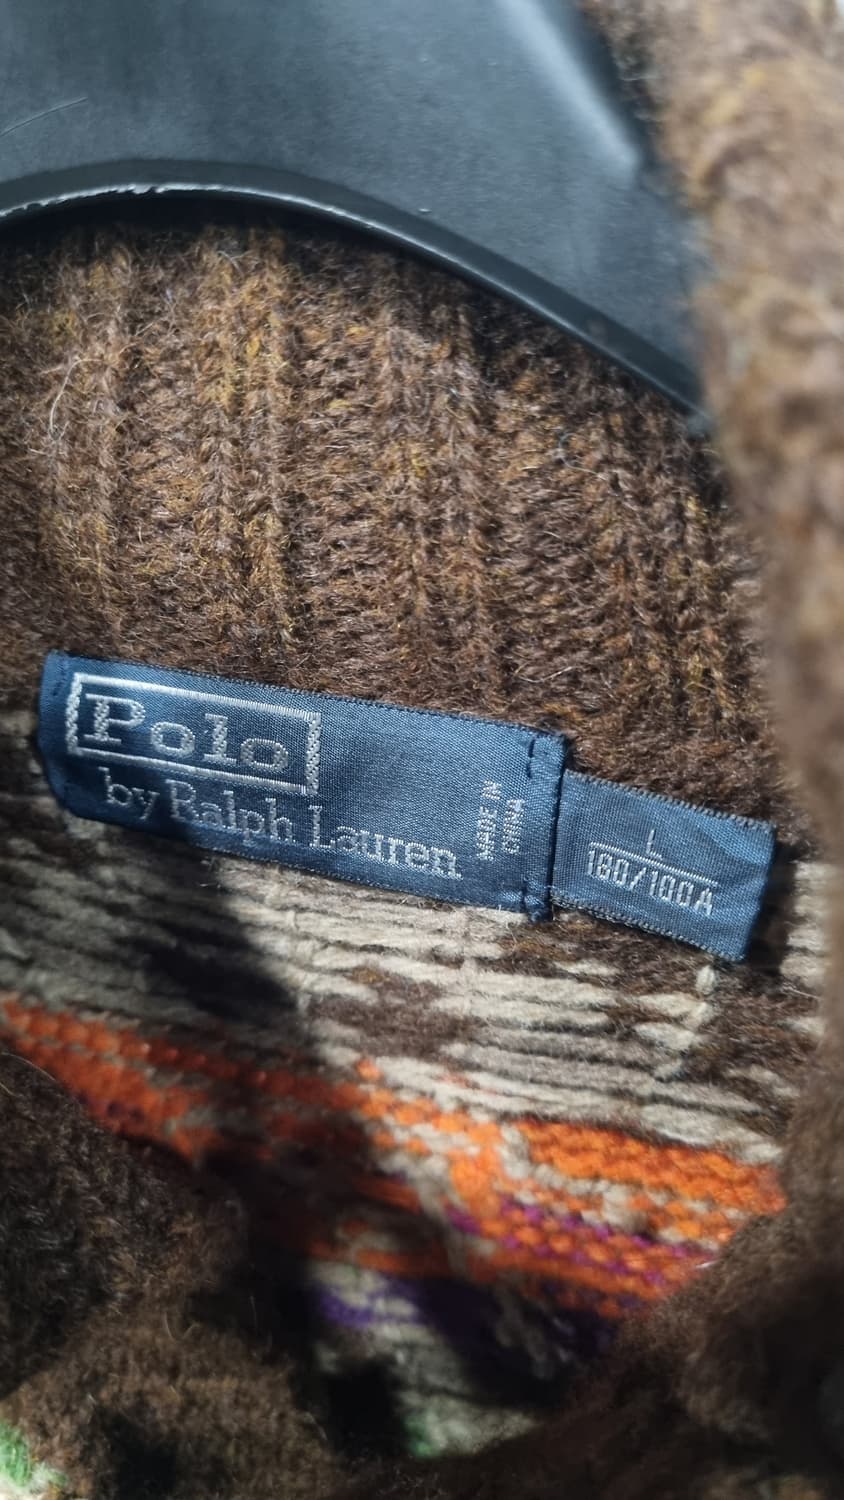 Polo
by Ralph Lauren
MADE IN
CHINA
L
180/100A